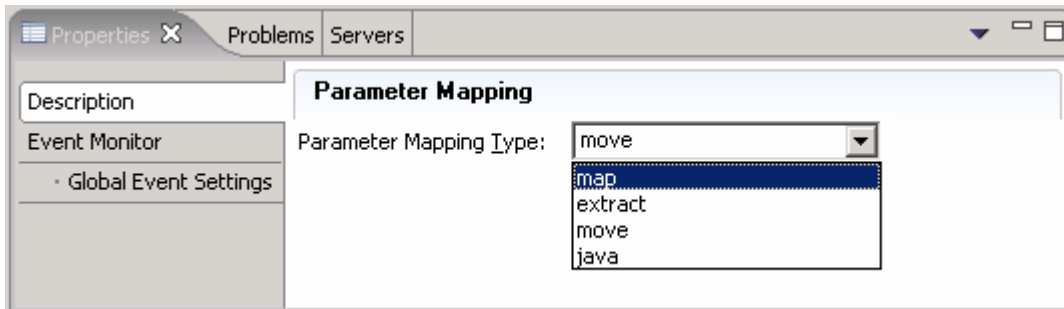 Properties Problems Servers
Description
Parameter Mapping
Event Monitor
Parameter Mapping Type: move
· Global Event Settings
map
extract
move
java